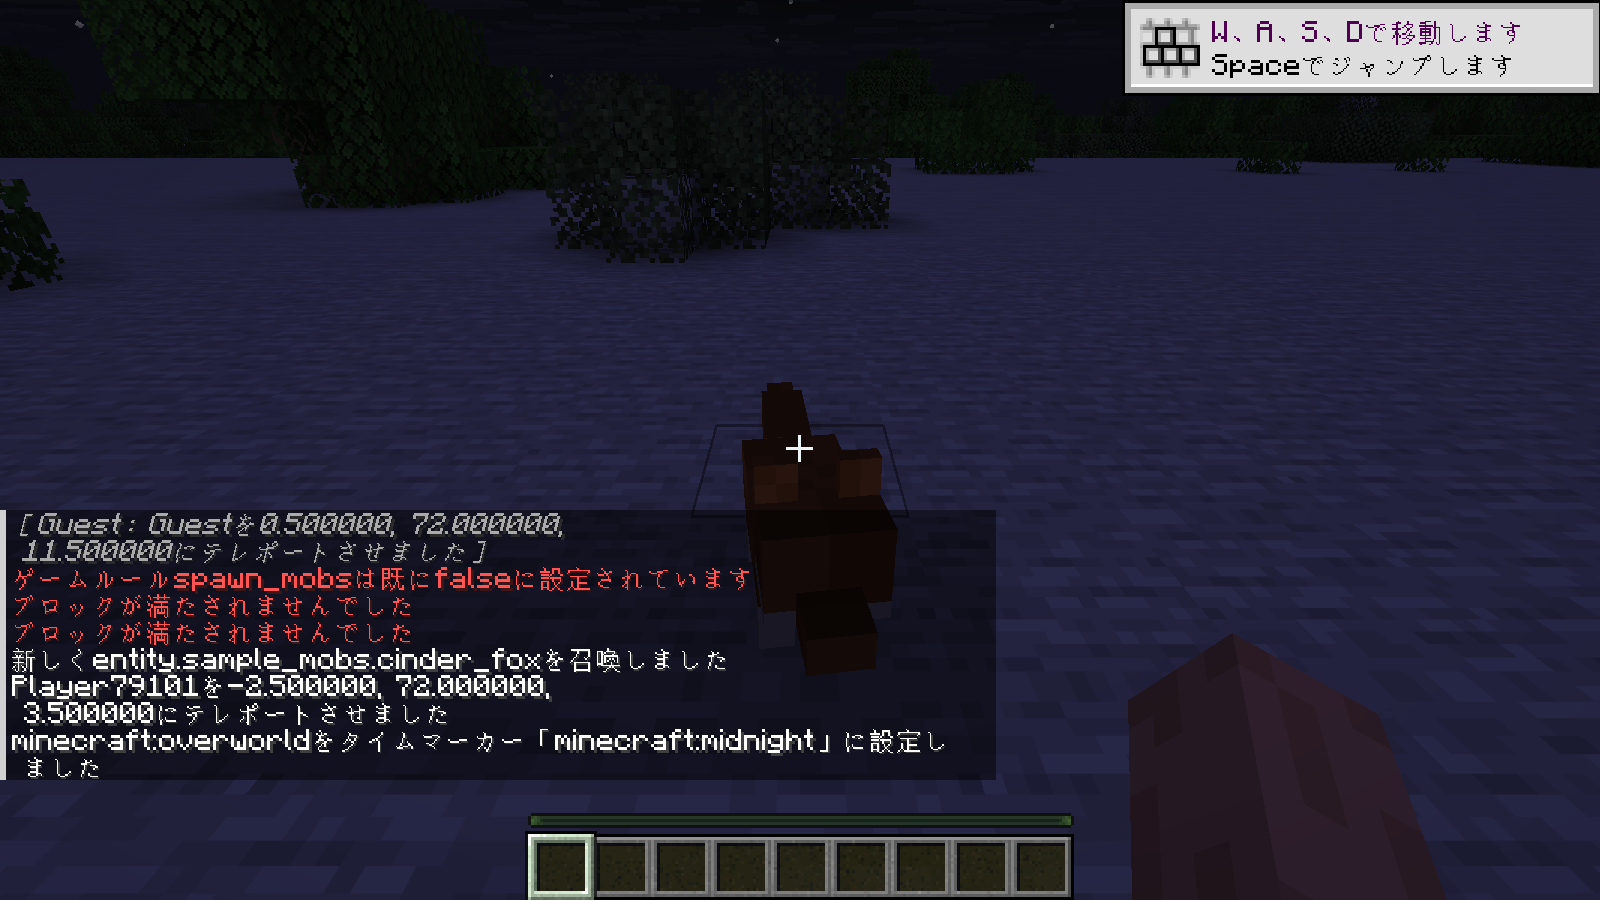 W、A、S、Dで移動します
Spaceでジャンプします
[Guest: Guestを0.500000, 72.000000,
11.500000にテレポートさせました]
ゲームルールspawn_mobsは既にfalseに設定されています
ブロックが満たされませんでした
ブロックが満たされませんでした
新しくentity.sample_mobs.cinder_foxを召喚しました
Player79101を-2.500000, 72.000000,
3.500000にテレポートさせました
minecraft:overworldをタイムマーカー「minecraft:midnight」に設定し
ました